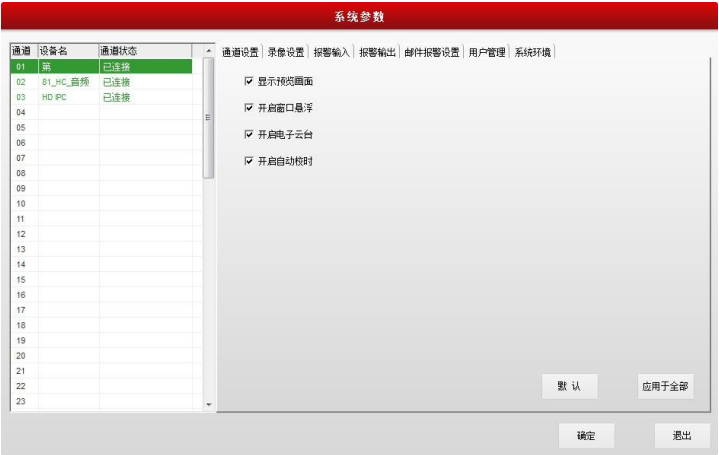 系统参数
通道 设备名 通道状态
通道设置 录像设置 报警输入 报警输出 邮件报警设置 用户管理 系统环境
01 第 已连接
02 81_HC_音频 已连接
03 HD IPC 已连接
04
05
06
07
08
09
10
11
12
13
14
15
16
17
18
19
20
21
22
23
显示预览画面
开启窗口悬浮
开启电子云台
开启自动校时
默 认 应用于全部
确定 退出